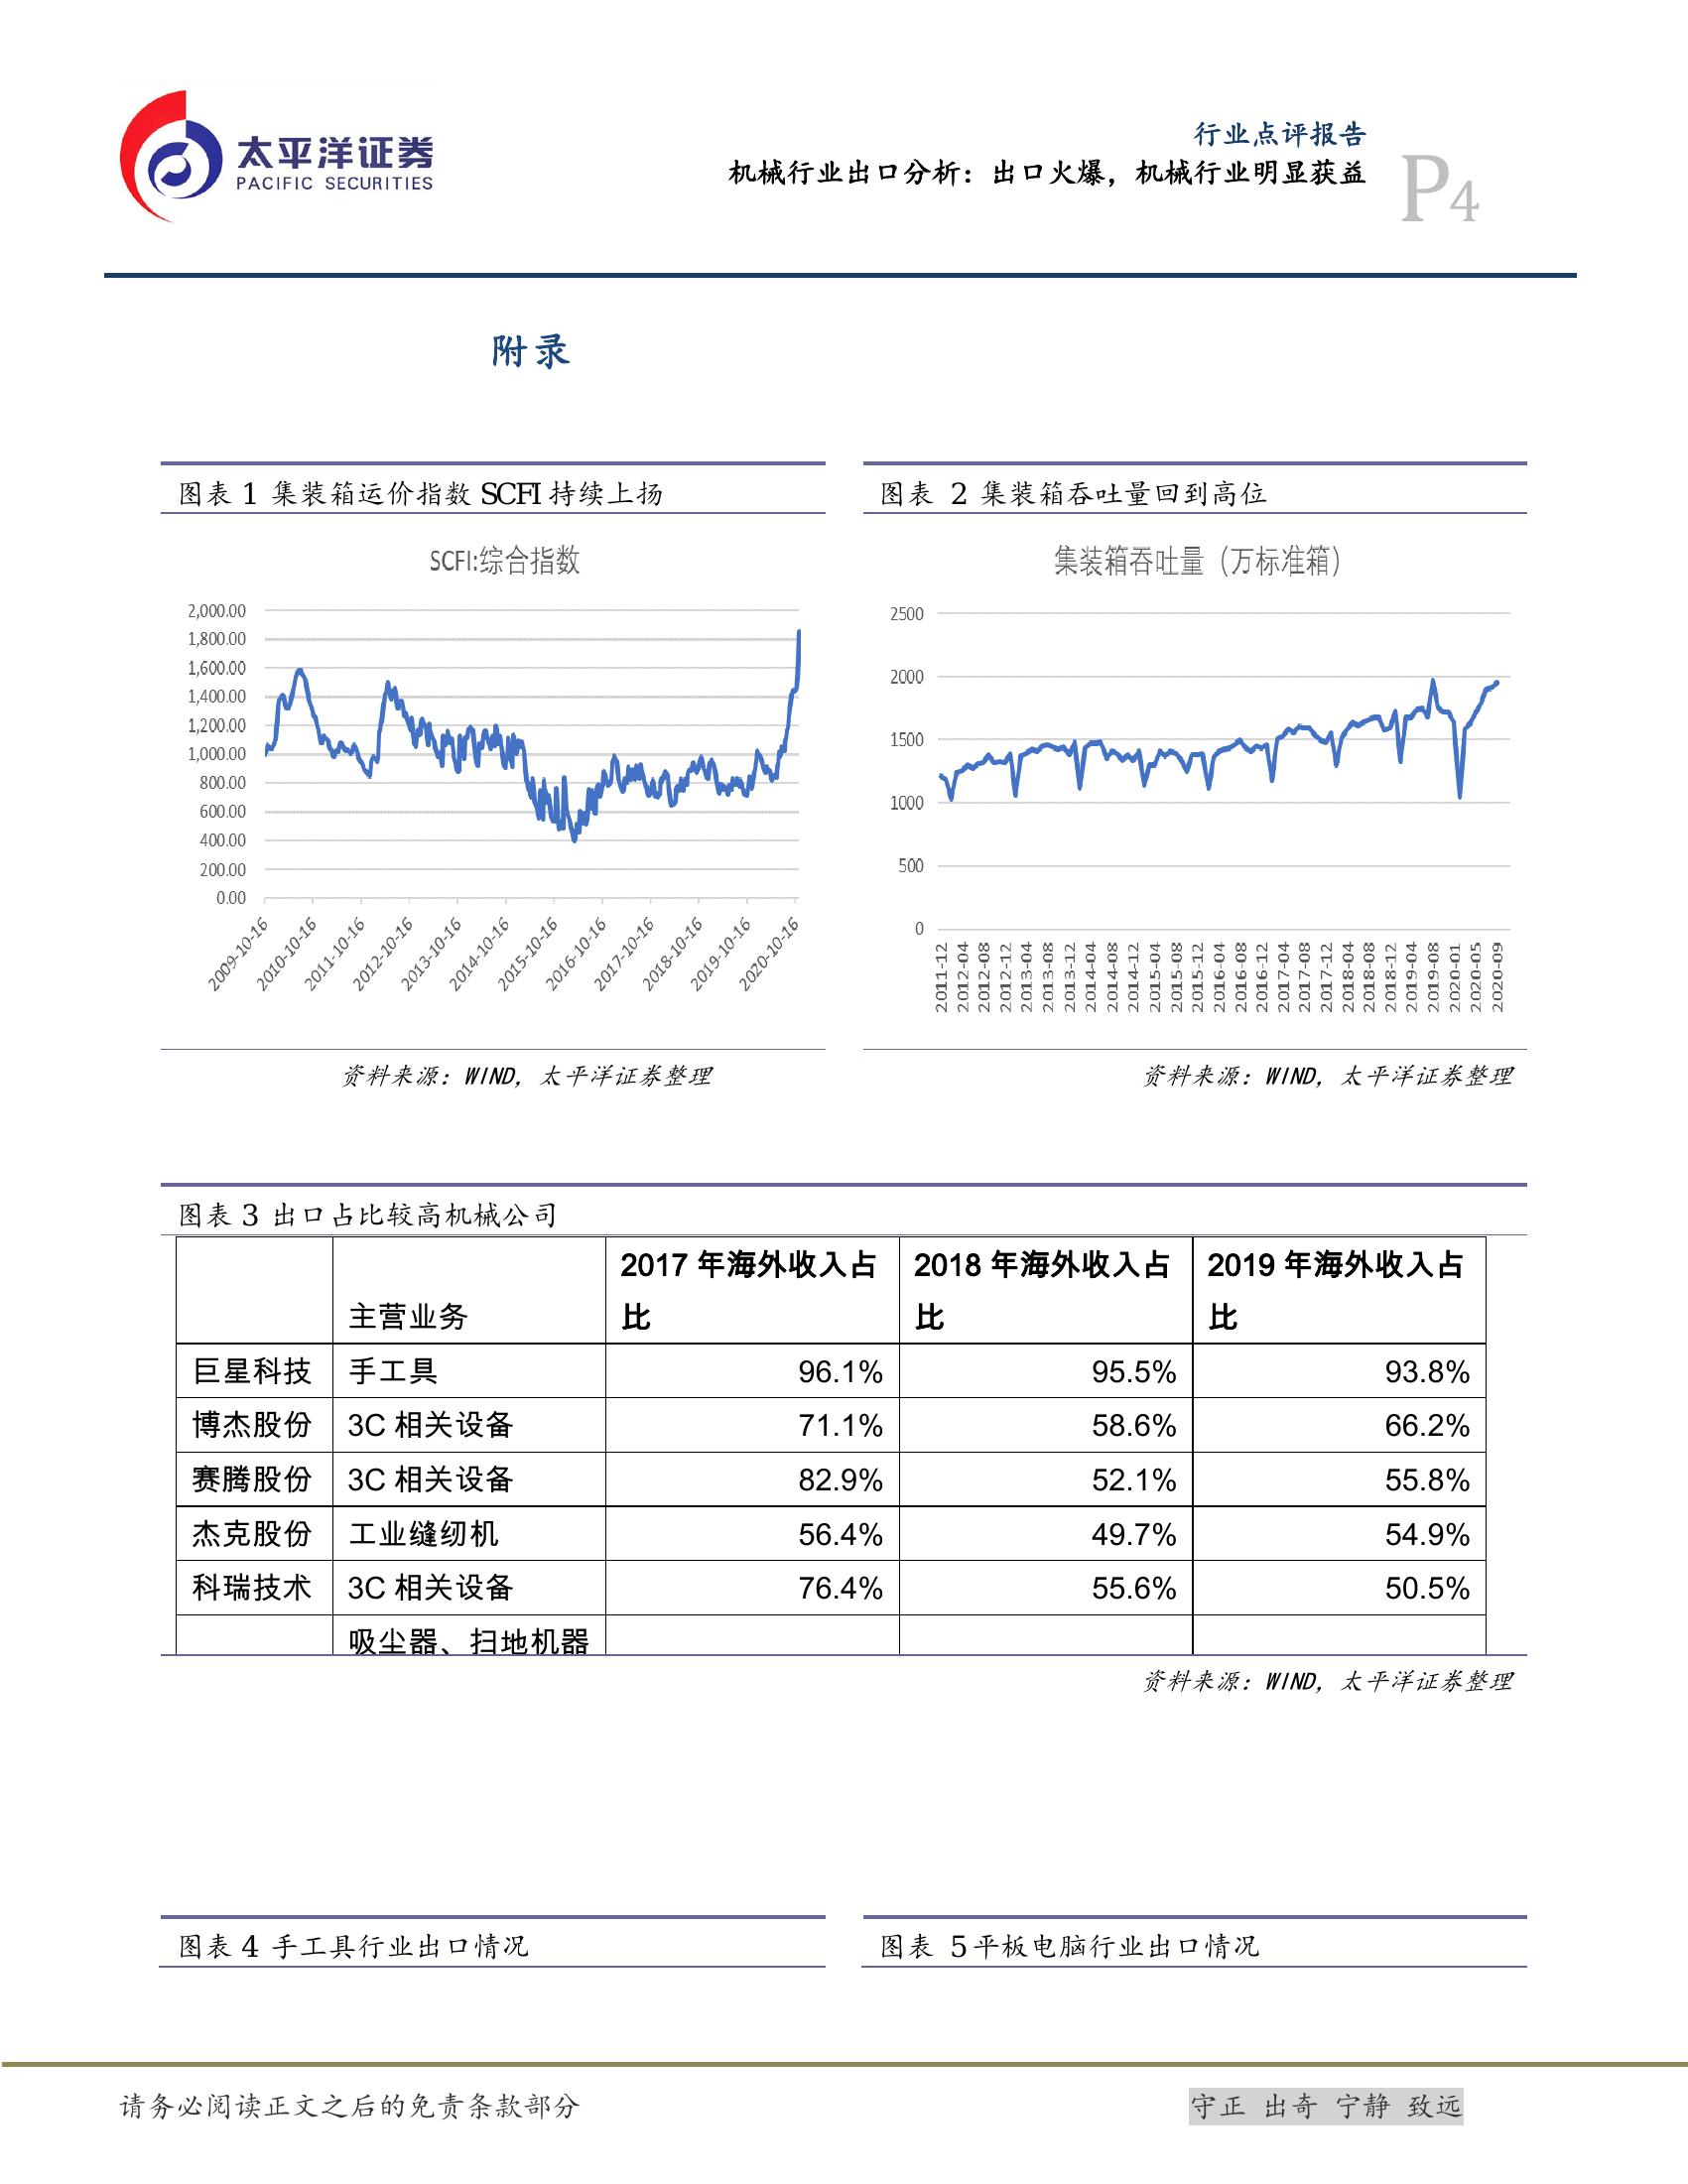 太平洋证券
PACIFIC SECURITIES
行业点评报告
机械行业出口分析：出口火爆，机械行业明显获益
P4
附录
图表 1 集装箱运价指数 SCFI 持续上扬
SCFI:综合指数
2,000.00
1,800.00
1,600.00
1,400.00
1,200.00
1,000.00
800.00
600.00
400.00
200.00
0.00
2009-10-16
2010-10-16
2011-10-16
2012-10-16
2013-10-16
2014-10-16
2015-10-16
2016-10-16
2017-10-16
2018-10-16
2019-10-16
2020-10-16
资料来源：WIND，太平洋证券整理
图表 2 集装箱吞吐量回到高位
集装箱吞吐量（万标准箱）
2500
2000
1500
1000
500
0
2011-12
2012-04
2012-08
2012-12
2013-04
2013-08
2013-12
2014-04
2014-08
2014-12
2015-04
2015-08
2015-12
2016-04
2016-08
2016-12
2017-04
2017-08
2017-12
2018-04
2018-08
2018-12
2019-04
2019-08
2020-01
2020-05
2020-09
资料来源：WIND，太平洋证券整理
图表 3 出口占比较高机械公司
主营业务 2017 年海外收入占比 2018 年海外收入占比 2019 年海外收入占比
巨星科技 手工具 96.1% 95.5% 93.8%
博杰股份 3C 相关设备 71.1% 58.6% 66.2%
赛腾股份 3C 相关设备 82.9% 52.1% 55.8%
杰克股份 工业缝纫机 56.4% 49.7% 54.9%
科瑞技术 3C 相关设备 76.4% 55.6% 50.5%
吸尘器、扫地机器
资料来源：WIND，太平洋证券整理
图表 4 手工具行业出口情况
图表 5 平板电脑行业出口情况
请务必阅读正文之后的免责条款部分
守正 出奇 宁静 致远